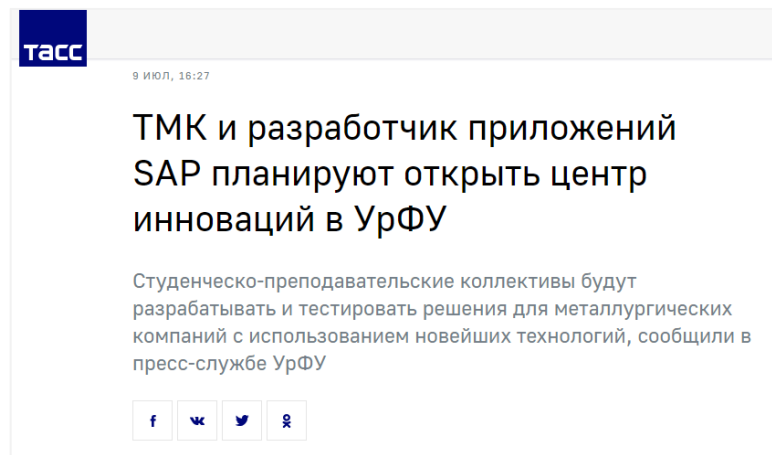 тасс
9 ИЮЛ, 16:27
ТМК и разработчик приложений
SAP планируют открыть центр
инноваций в УрФУ
Студенческо-преподавательские коллективы будут
разрабатывать и тестировать решения для металлургических
компаний с использованием новейших технологий, сообщили в
пресс-службе УрФУ